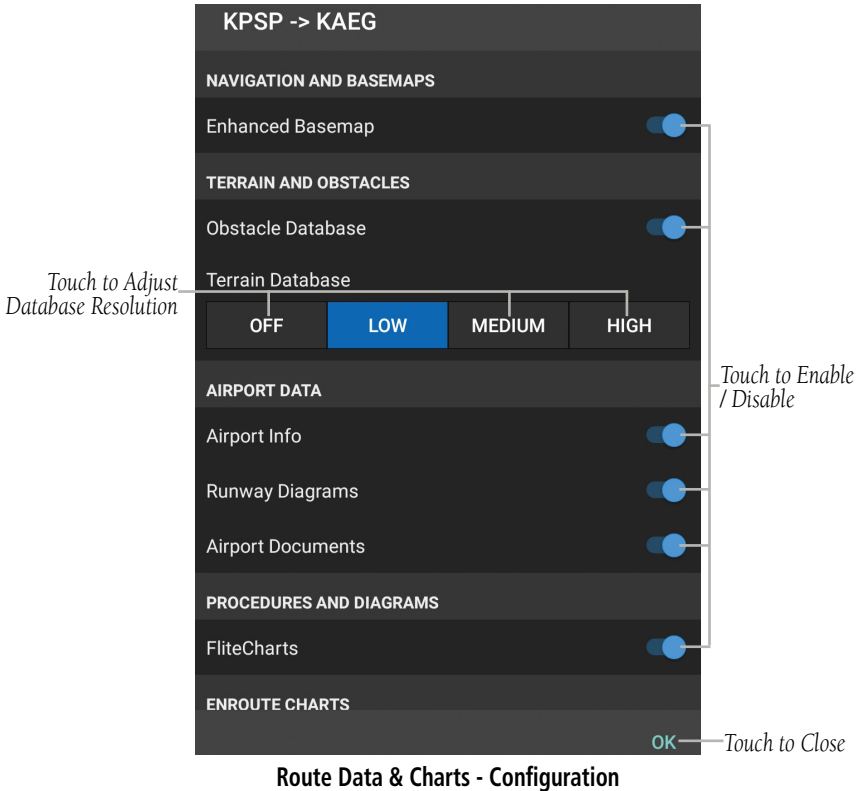 KPSP -> KAEG
NAVIGATION AND BASEMAPS
Enhanced Basemap
TERRAIN AND OBSTACLES
Obstacle Database
Touch to Adjust
Database Resolution
Terrain Database
OFF LOW MEDIUM HIGH
Touch to Enable
/ Disable
AIRPORT DATA
Airport Info
Runway Diagrams
Airport Documents
PROCEDURES AND DIAGRAMS
FliteCharts
ENROUTE CHARTS
OK
Touch to Close
Route Data & Charts - Configuration